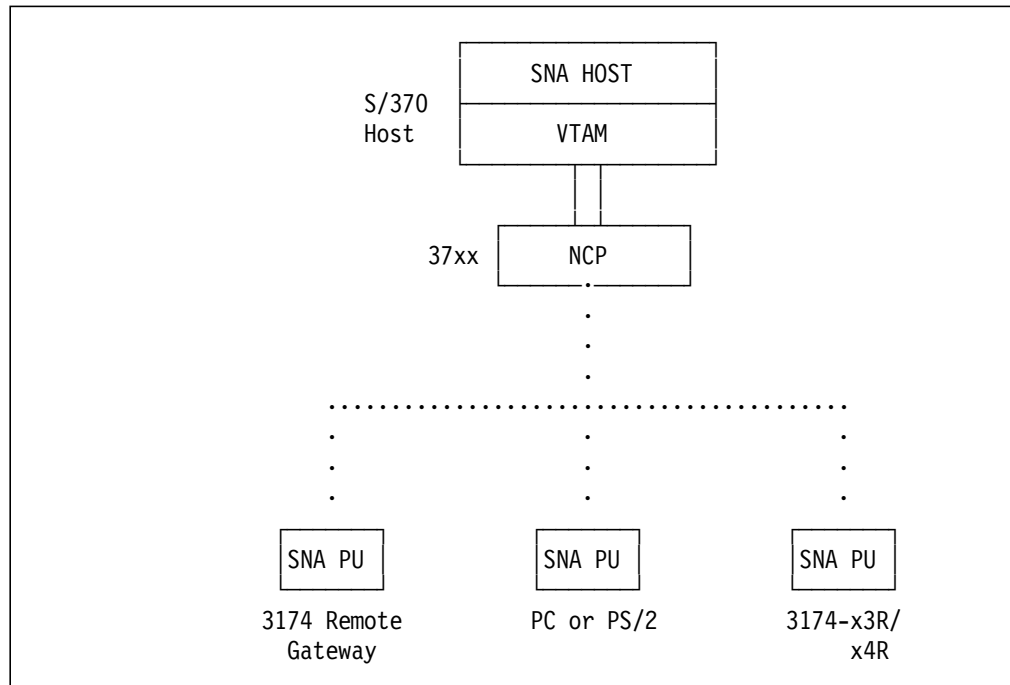 SNA HOST
S/370
Host
VTAM
37xx
NCP
SNA PU
SNA PU
SNA PU
3174 Remote
Gateway
PC or PS/2
3174-x3R/
x4R